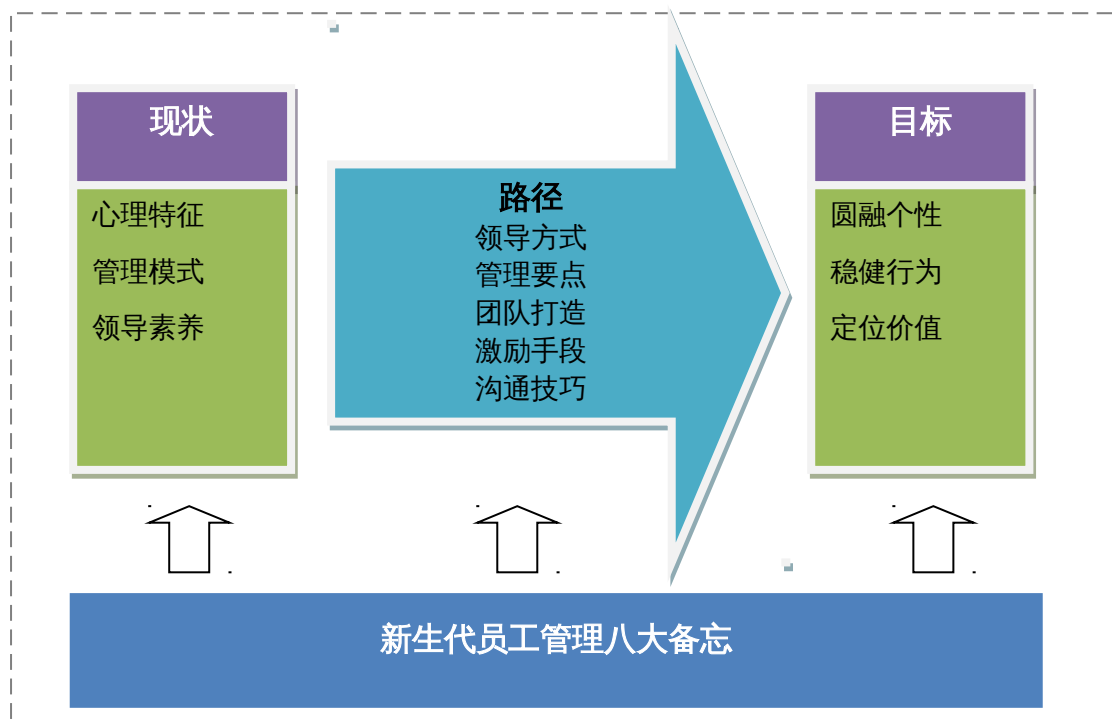 现状
心理特征
管理模式
领导素养
路径
领导方式
管理要点
团队打造
激励手段
沟通技巧
目标
圆融个性
稳健行为
定位价值
新生代员工管理八大备忘